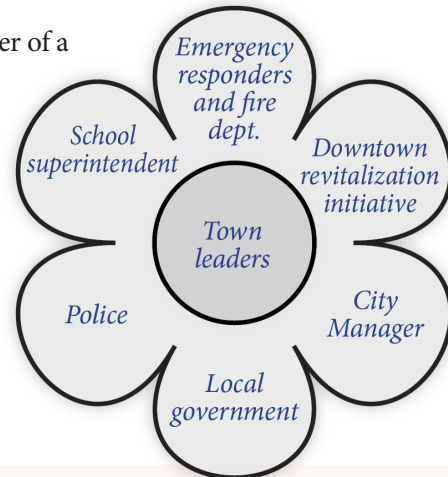 er of a
Emergency
responders
and fire
dept.
School
superintendent
Downtown
revitalization
initiative
Town
leaders
Police
City
Manager
Local
government